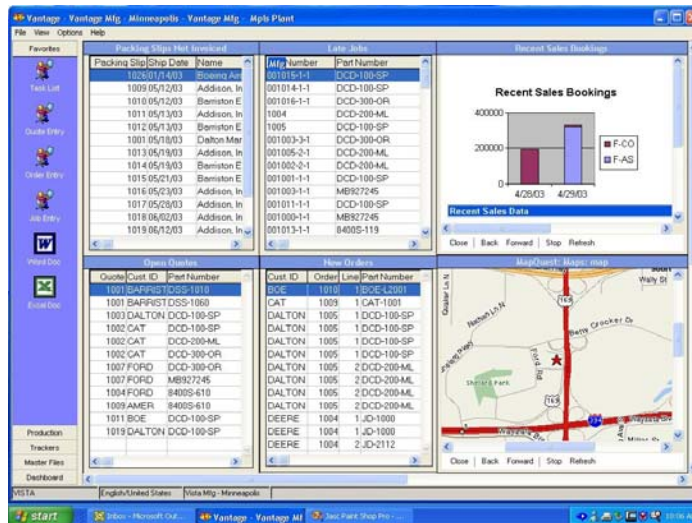 Vantage - Vantage Mfg - Minneapolis - Vantage Mfg - Mpls Plant
File View Options Help
Favorites
Task List
Quote Entry
Order Entry
Job Entry
Word Doc
Excel Doc
Production
Trackers
Master Files
Dashboard
Packing Slips Not Invoiced
Packing Slip Ship Date Name
1026 01/14/03 Boeing
1009 05/12/03 Addison, In
1010 05/12/03 Barriston E
1011 05/13/03 Addison, In
1012 05/13/03 Barriston E
1001 05/18/03 Dalton Mar
1013 05/19/03 Addison, In
1014 05/19/03 Barriston E
1015 05/21/03 Barriston E
1016 05/23/03 Addison, In
1017 05/28/03 Addison, In
1018 06/02/03 Addison, In
1019 06/12/03 Addison, In
Late Jobs
Mfg Number Part Number
001015-1-1 DCD-100-SP
001014-1-1 DCD-100-SP
001016-1-1 DCD-300-OR
1004 DCD-200-ML
1005 DCD-100-SP
001003-3-1 DCD-300-OR
001005-2-1 DCD-200-ML
001002-2-1 DCD-200-ML
001001-1-1 DCD-100-SP
001003-1-1 MB927245
001011-1-1 DCD-100-SP
001000-1-1 MB927245
001013-1-1 8400S-119
Recent Sales Bookings
Recent Sales Bookings
400000
200000
0
4/28/03 4/29/03
F-CO
F-AS
Recent Sales Data
Close Back Forward Stop Refresh
Open Quotes
Quote Cust. ID Part Number
1001 BARRIST DSS-1010
1001 BARRIST DSS-1060
1003 DALTON DCD-100-SP
1002 CAT DCD-100-SP
1002 CAT DCD-200-ML
1002 CAT DCD-300-OR
1007 FORD DCD-300-OR
1007 FORD MB927245
1004 FORD 8400S-610
1009 AMER 8400S-610
1011 BOE DCD-100-SP
1019 DALTON DCD-100-SP
New Orders
Cust. ID Order Line Part Number
BOE 1010 1 BOE-L2001
CAT 1009 1 CAT-1001
DALTON 1005 1 DCD-100-SP
DALTON 1005 1 DCD-100-SP
DALTON 1005 1 DCD-100-SP
DALTON 1005 1 DCD-100-SP
DALTON 1005 2 DCD-200-ML
DALTON 1005 2 DCD-200-ML
DALTON 1005 2 DCD-200-ML
DALTON 1005 2 DCD-200-ML
DEERE 1004 1 JD-1000
DEERE 1004 1 JD-1000
DEERE 1004 2 JD-2112
MapQuest: Maps: map
Wally St
169
Nathan Ln N
Betty Crocker Dr
Ford Rd
Shelard Park
169
394
Close Back Forward Stop Refresh
VISTA English/United States Vista Mfg - Minneapolis
start Inbox - Microsoft Out... Vantage - Vantage Mf Jasc Paint Shop Pro - ... 10:06 A